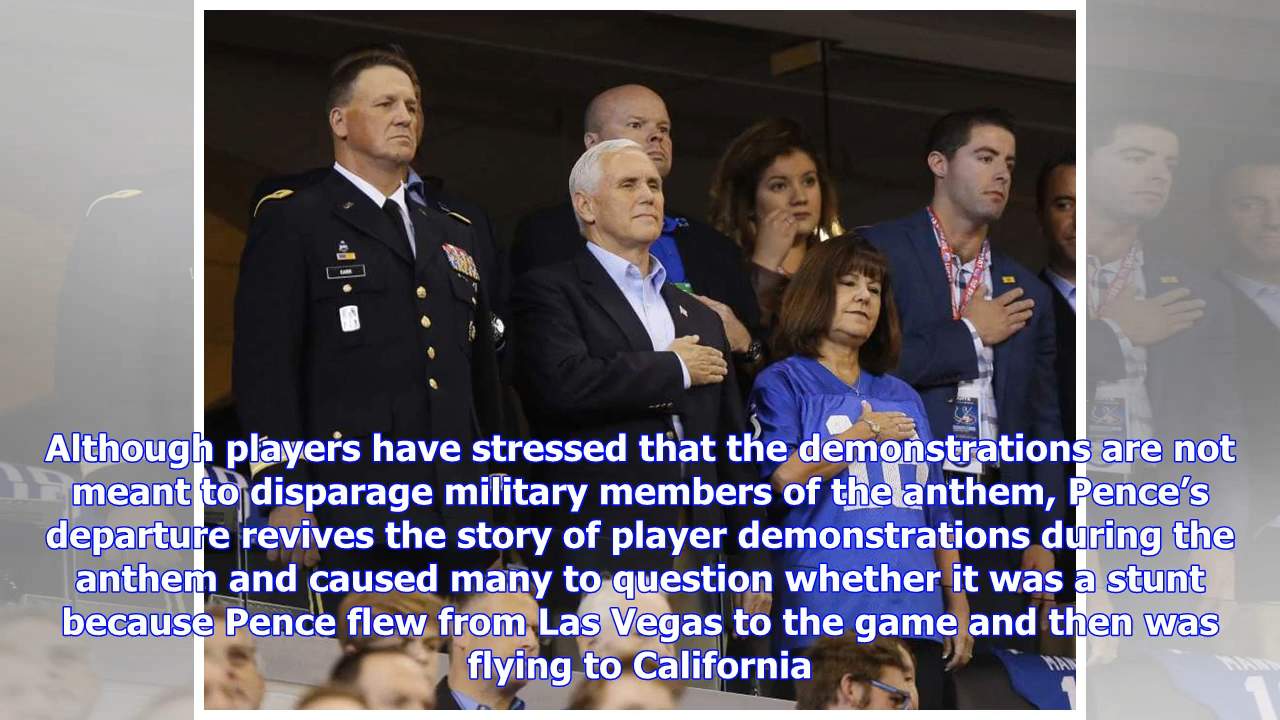 CARR
Although players have stressed that the demonstrations are not
meant to disparage military members of the anthem, Pence’s
departure revives the story of player demonstrations during the
anthem and caused many to question whether it was a stunt
because Pence flew from Las Vegas to the game and then was
flying to California